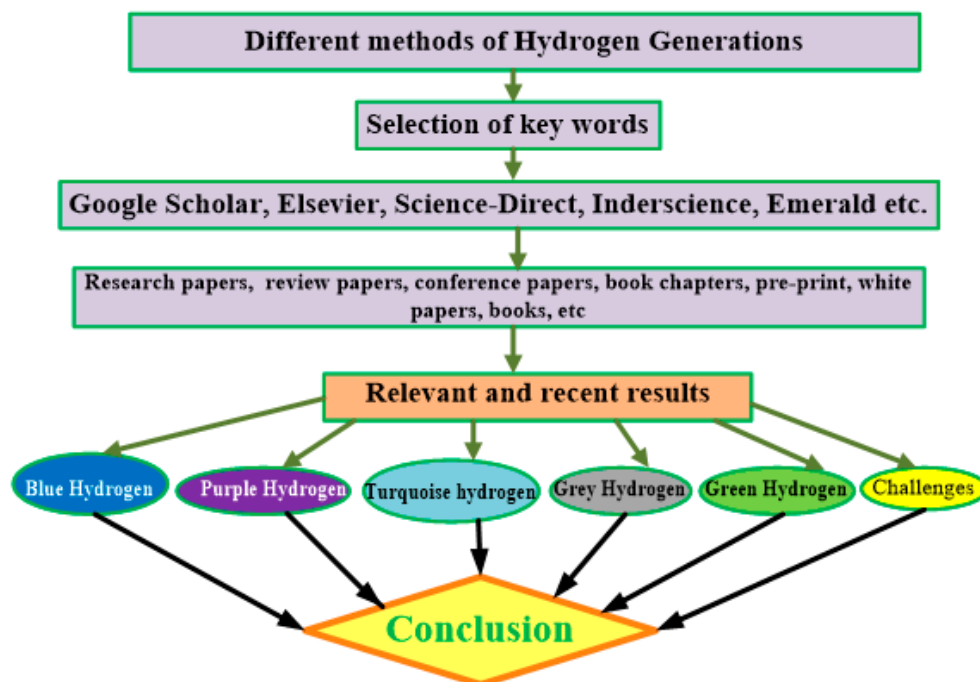 Different methods of Hydrogen Generations
Selection of key words
Google Scholar, Elsevier, Science-Direct, Inderscience, Emerald etc.
Research papers, review papers, conference papers, book chapters, pre-print, white
papers, books, etc
Relevant and recent results
Blue Hydrogen
Purple Hydrogen
Turquoise hydrogen
Grey Hydrogen
Green Hydrogen
Challenges
Conclusion